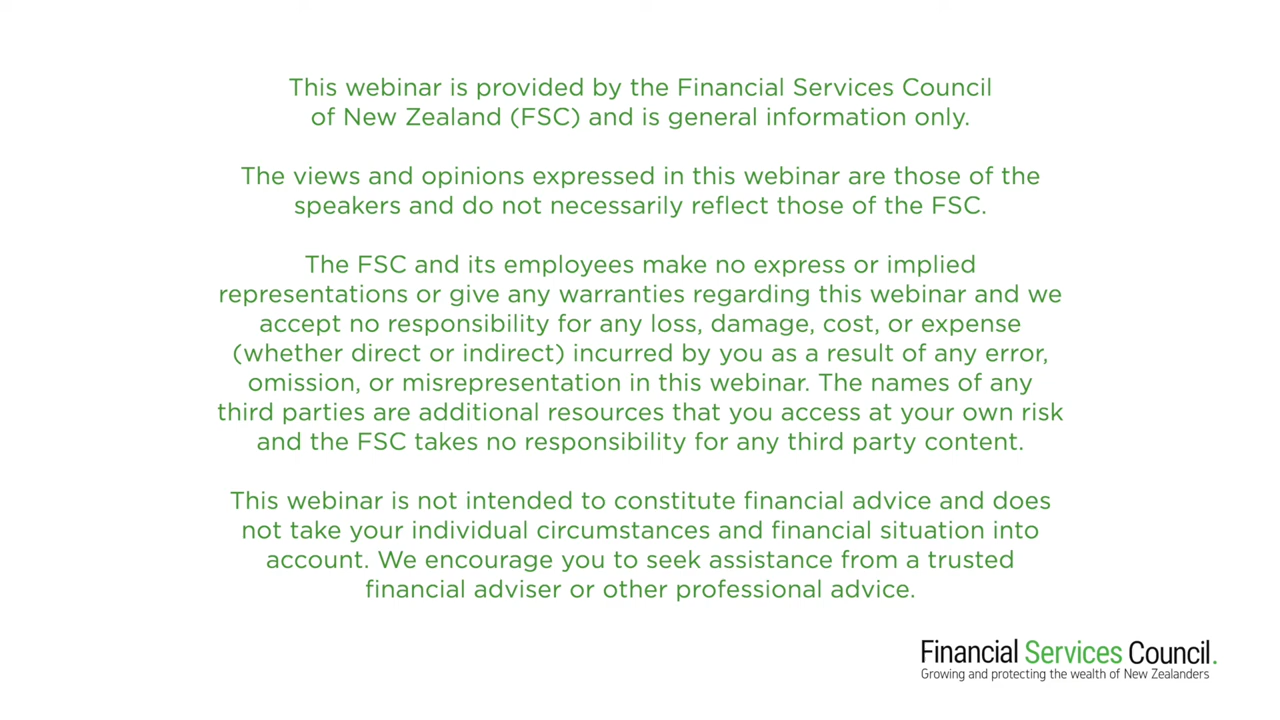 This webinar is provided by the Financial Services Council
of New Zealand (FSC) and is general information only.
The views and opinions expressed in this webinar are those of the
speakers and do not necessarily reflect those of the FSC.
The FSC and its employees make no express or implied
representations or give any warranties regarding this webinar and we
accept no responsibility for any loss, damage, cost, or expense
(whether direct or indirect) incurred by you as a result of any error,
omission, or misrepresentation in this webinar. The names of any
third parties are additional resources that you access at your own risk
and the FSC takes no responsibility for any third party content.
This webinar is not intended to constitute financial advice and does
not take your individual circumstances and financial situation into
account. We encourage you to seek assistance from a trusted
financial adviser or other professional advice.
Financial Services Council.
Growing and protecting the wealth of New Zealanders